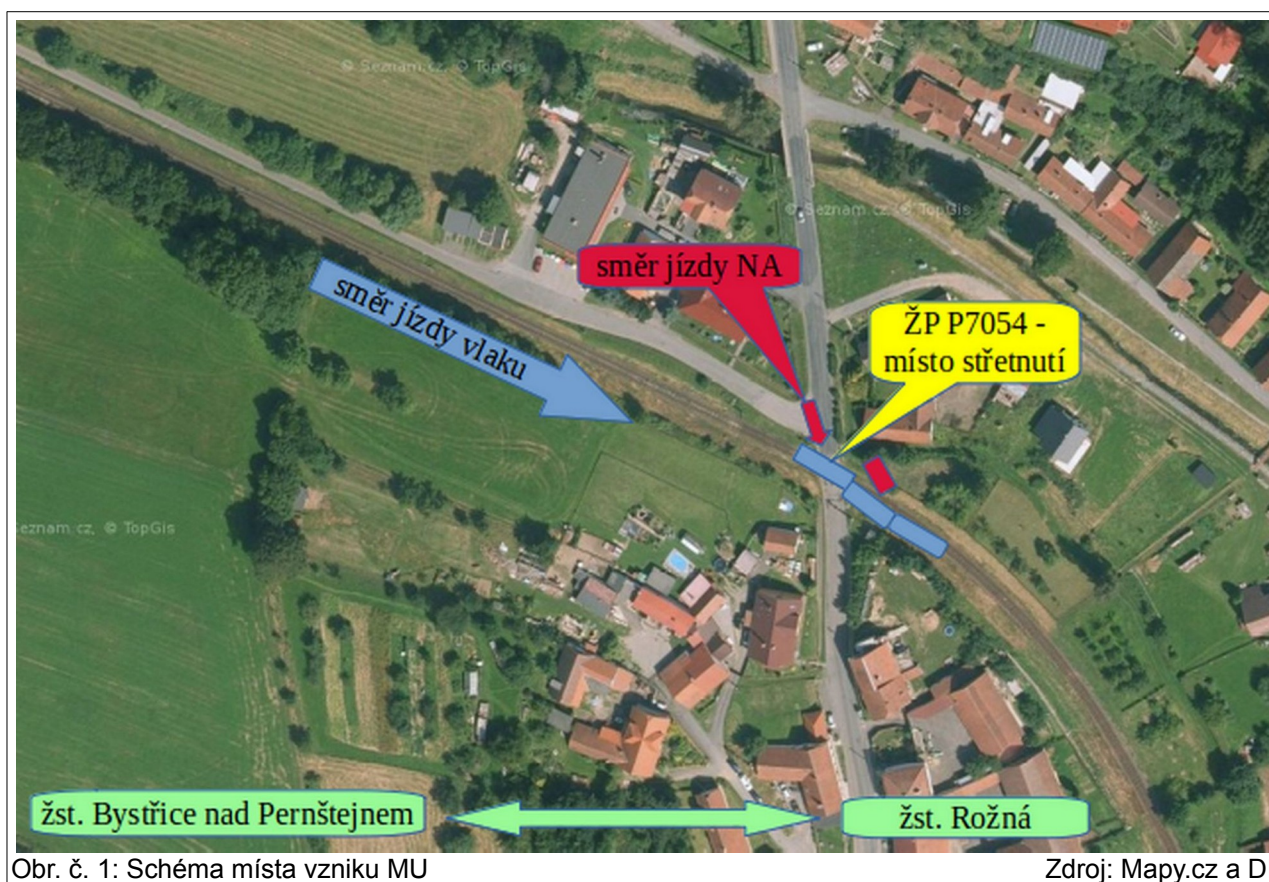 © Seznam.cz, © TopGis
© Seznam.cz, © TopGis
směr jízdy NA
směr jízdy vlaku
ŽP P7054 -
místo střetnutí
Seznam.cz, © TopGis
žst. Bystřice nad Pernštejnem
žst. Rožná
Obr. č. 1: Schéma místa vzniku MU
Zdroj: Mapy.cz a D